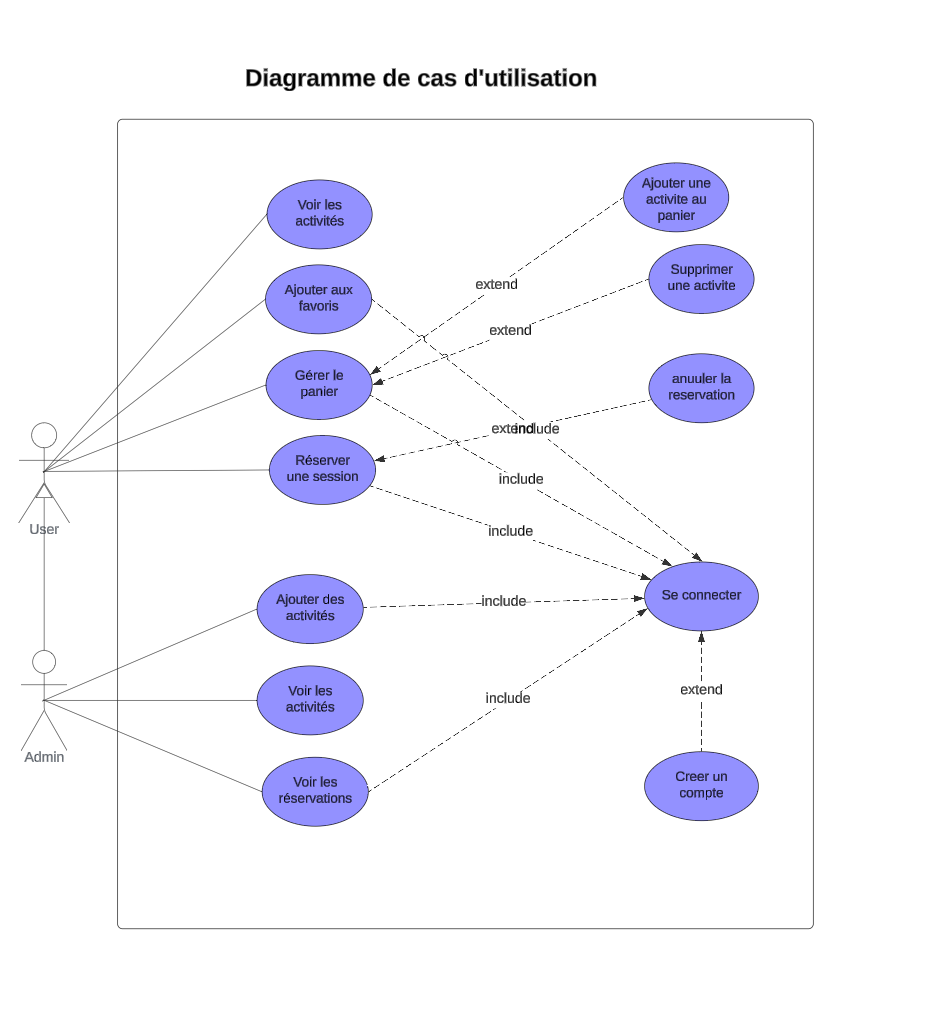 Diagramme de cas d'utilisation
Voir les
activités
Ajouter une
activite au
panier
Ajouter aux
favoris
Supprimer
une activite
extend
extend
Gérer le
panier
anuuler la
reservation
extend
include
Réserver
une session
include
User
include
Ajouter des
activités
include
Se connecter
Voir les
activités
include
extend
Admin
Voir les
réservations
Creer un
compte